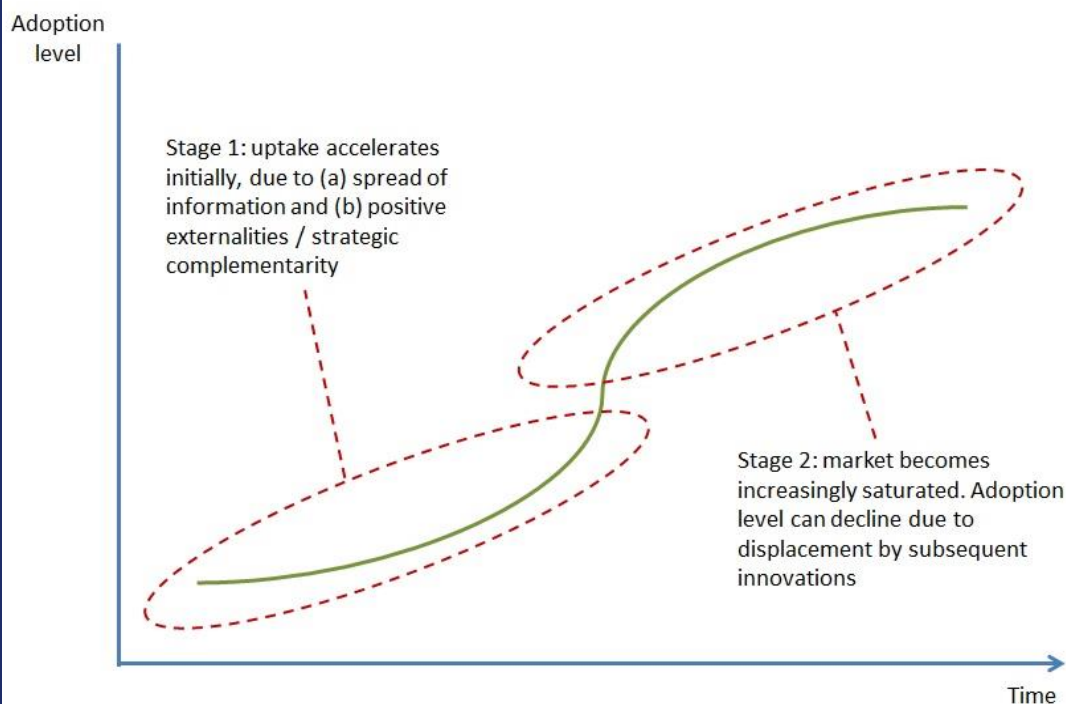 Adoption
level
Stage 1: uptake accelerates
initially, due to (a) spread of
information and (b) positive
externalities / strategic
complementarity
Stage 2: market becomes
increasingly saturated. Adoption
level can decline due to
displacement by subsequent
innovations
Time